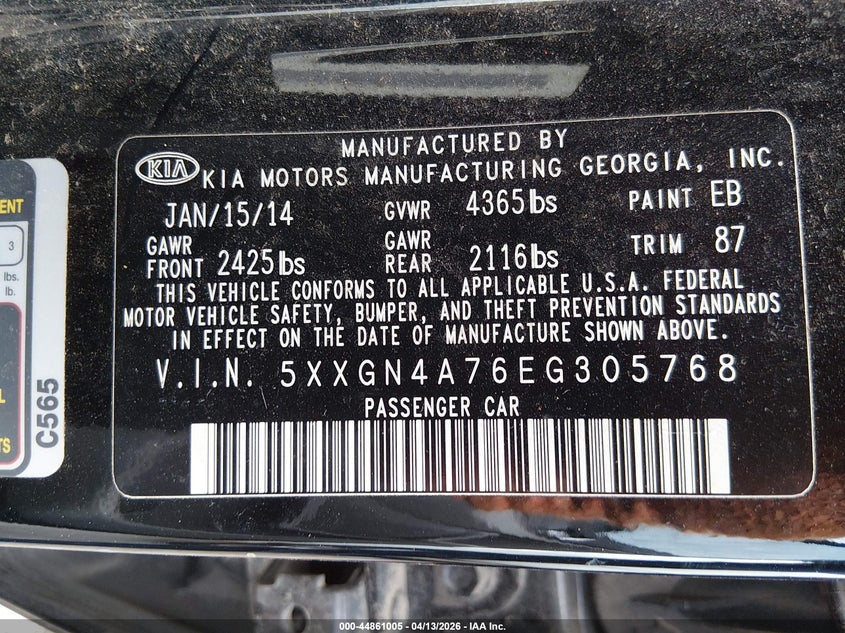 MANUFACTURED BY
KIA KIA MOTORS MANUFACTURING GEORGIA, INC.
JAN/15/14 GVWR 4365lbs PAINT EB
GAWR FRONT 2425lbs GAWR REAR 2116lbs TRIM 87
THIS VEHICLE CONFORMS TO ALL APPLICABLE U.S.A. FEDERAL
MOTOR VEHICLE SAFETY, BUMPER, AND THEFT PREVENTION STANDARDS
IN EFFECT ON THE DATE OF MANUFACTURE SHOWN ABOVE.
V.I.N. 5XXGN4A76EG305768
PASSENGER CAR
3
lbs.
lb.
C565
000-44861005 - 04/13/2026 - IAA Inc.